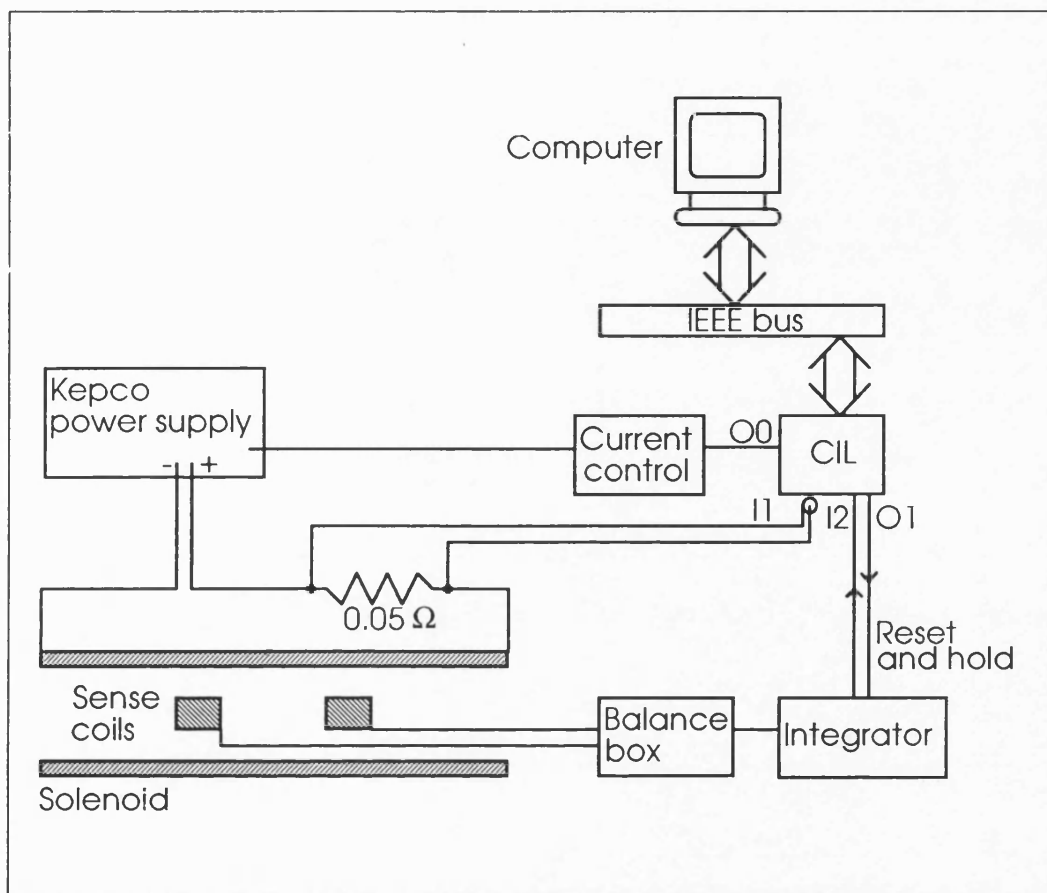 Computer
IEEE bus
Kepco
power supply
- +
Current
control
O0
CIL
I1
I2
O1
0.05 Ω
Reset
and hold
Sense
coils
Balance
box
Integrator
Solenoid